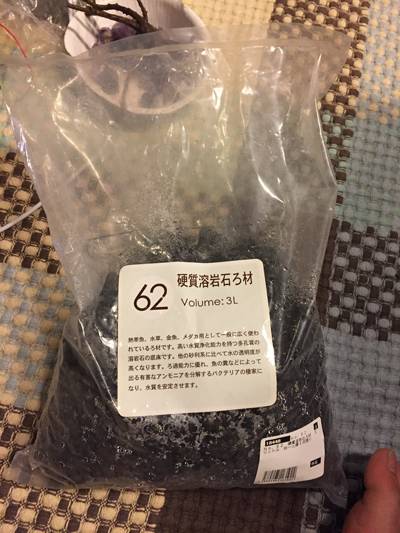 62
硬質溶岩石ろ材
Volume: 3L
熱帯魚、水草、金魚、メダカ用として一般に広く使わ
れているろ材です。高い水質浄化能力を持つ多孔質の
溶岩石の底床です。他の砂利系に比べて水の透明度が
高くなります。ろ過能力に優れ、魚の糞などによって
出る有害なアンモニアを分解するバクテリアの棲家に
なり、水質を安定させます。
18448